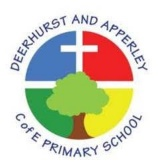 DEERHURST AND APPERLEY
C of E PRIMARY SCHOOL